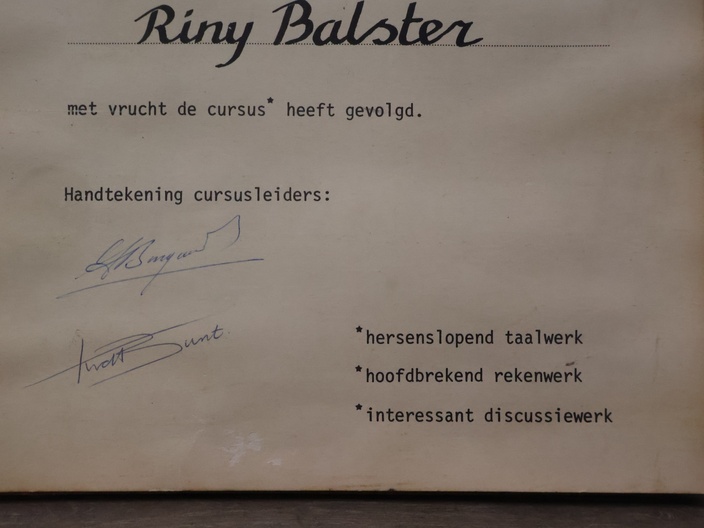 Riny Balster
met vrucht de cursus* heeft gevolgd.
Handtekening cursusleiders:
*hersenslopend taalwerk
*hoofdbrekend rekenwerk
*interessant discussiewerk